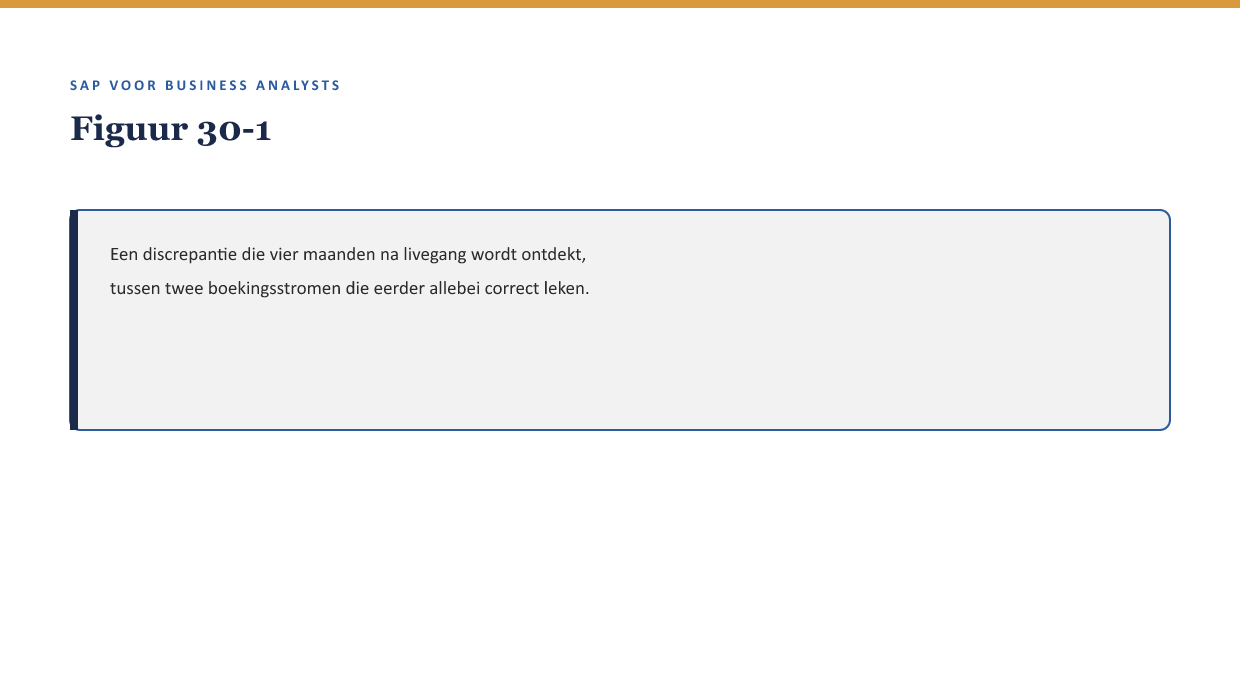 SAP VOOR BUSINESS ANALYSTS
Figuur 30-1
Een discrepantie die vier maanden na livegang wordt ontdekt,
tussen twee boekingsstromen die eerder allebei correct leken.